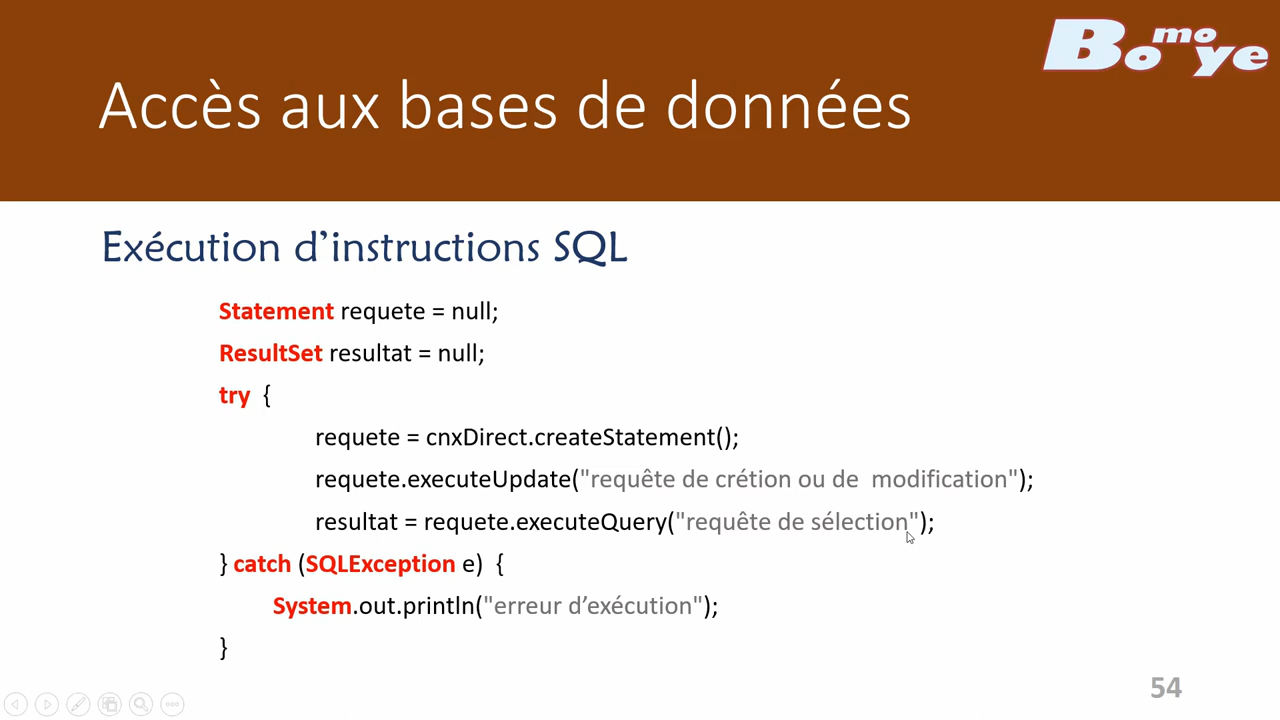 Bomoye
Accès aux bases de données
Exécution d’instructions SQL
Statement requete = null;
ResultSet resultat = null;
try {
requete = cnxDirect.createStatement();
requete.executeUpdate("requête de crétion ou de  modification");
resultat = requete.executeQuery("requête de sélection");
} catch (SQLException e)  {
System.out.println("erreur d’exécution");
}
54